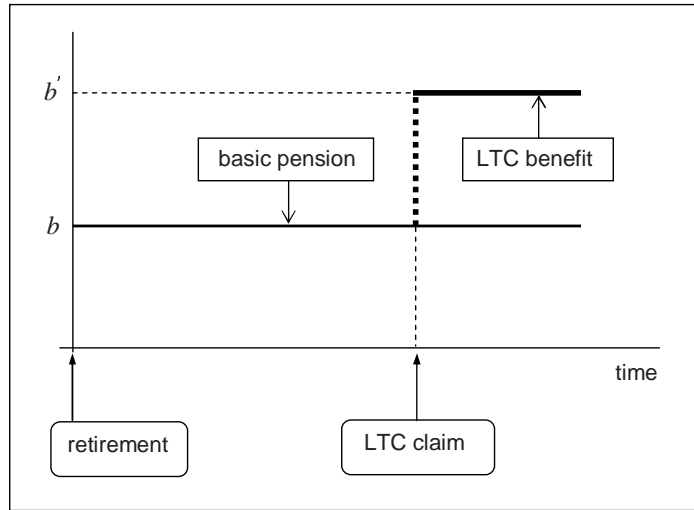 b'
basic pension
LTC benefit
b
time
retirement
LTC claim